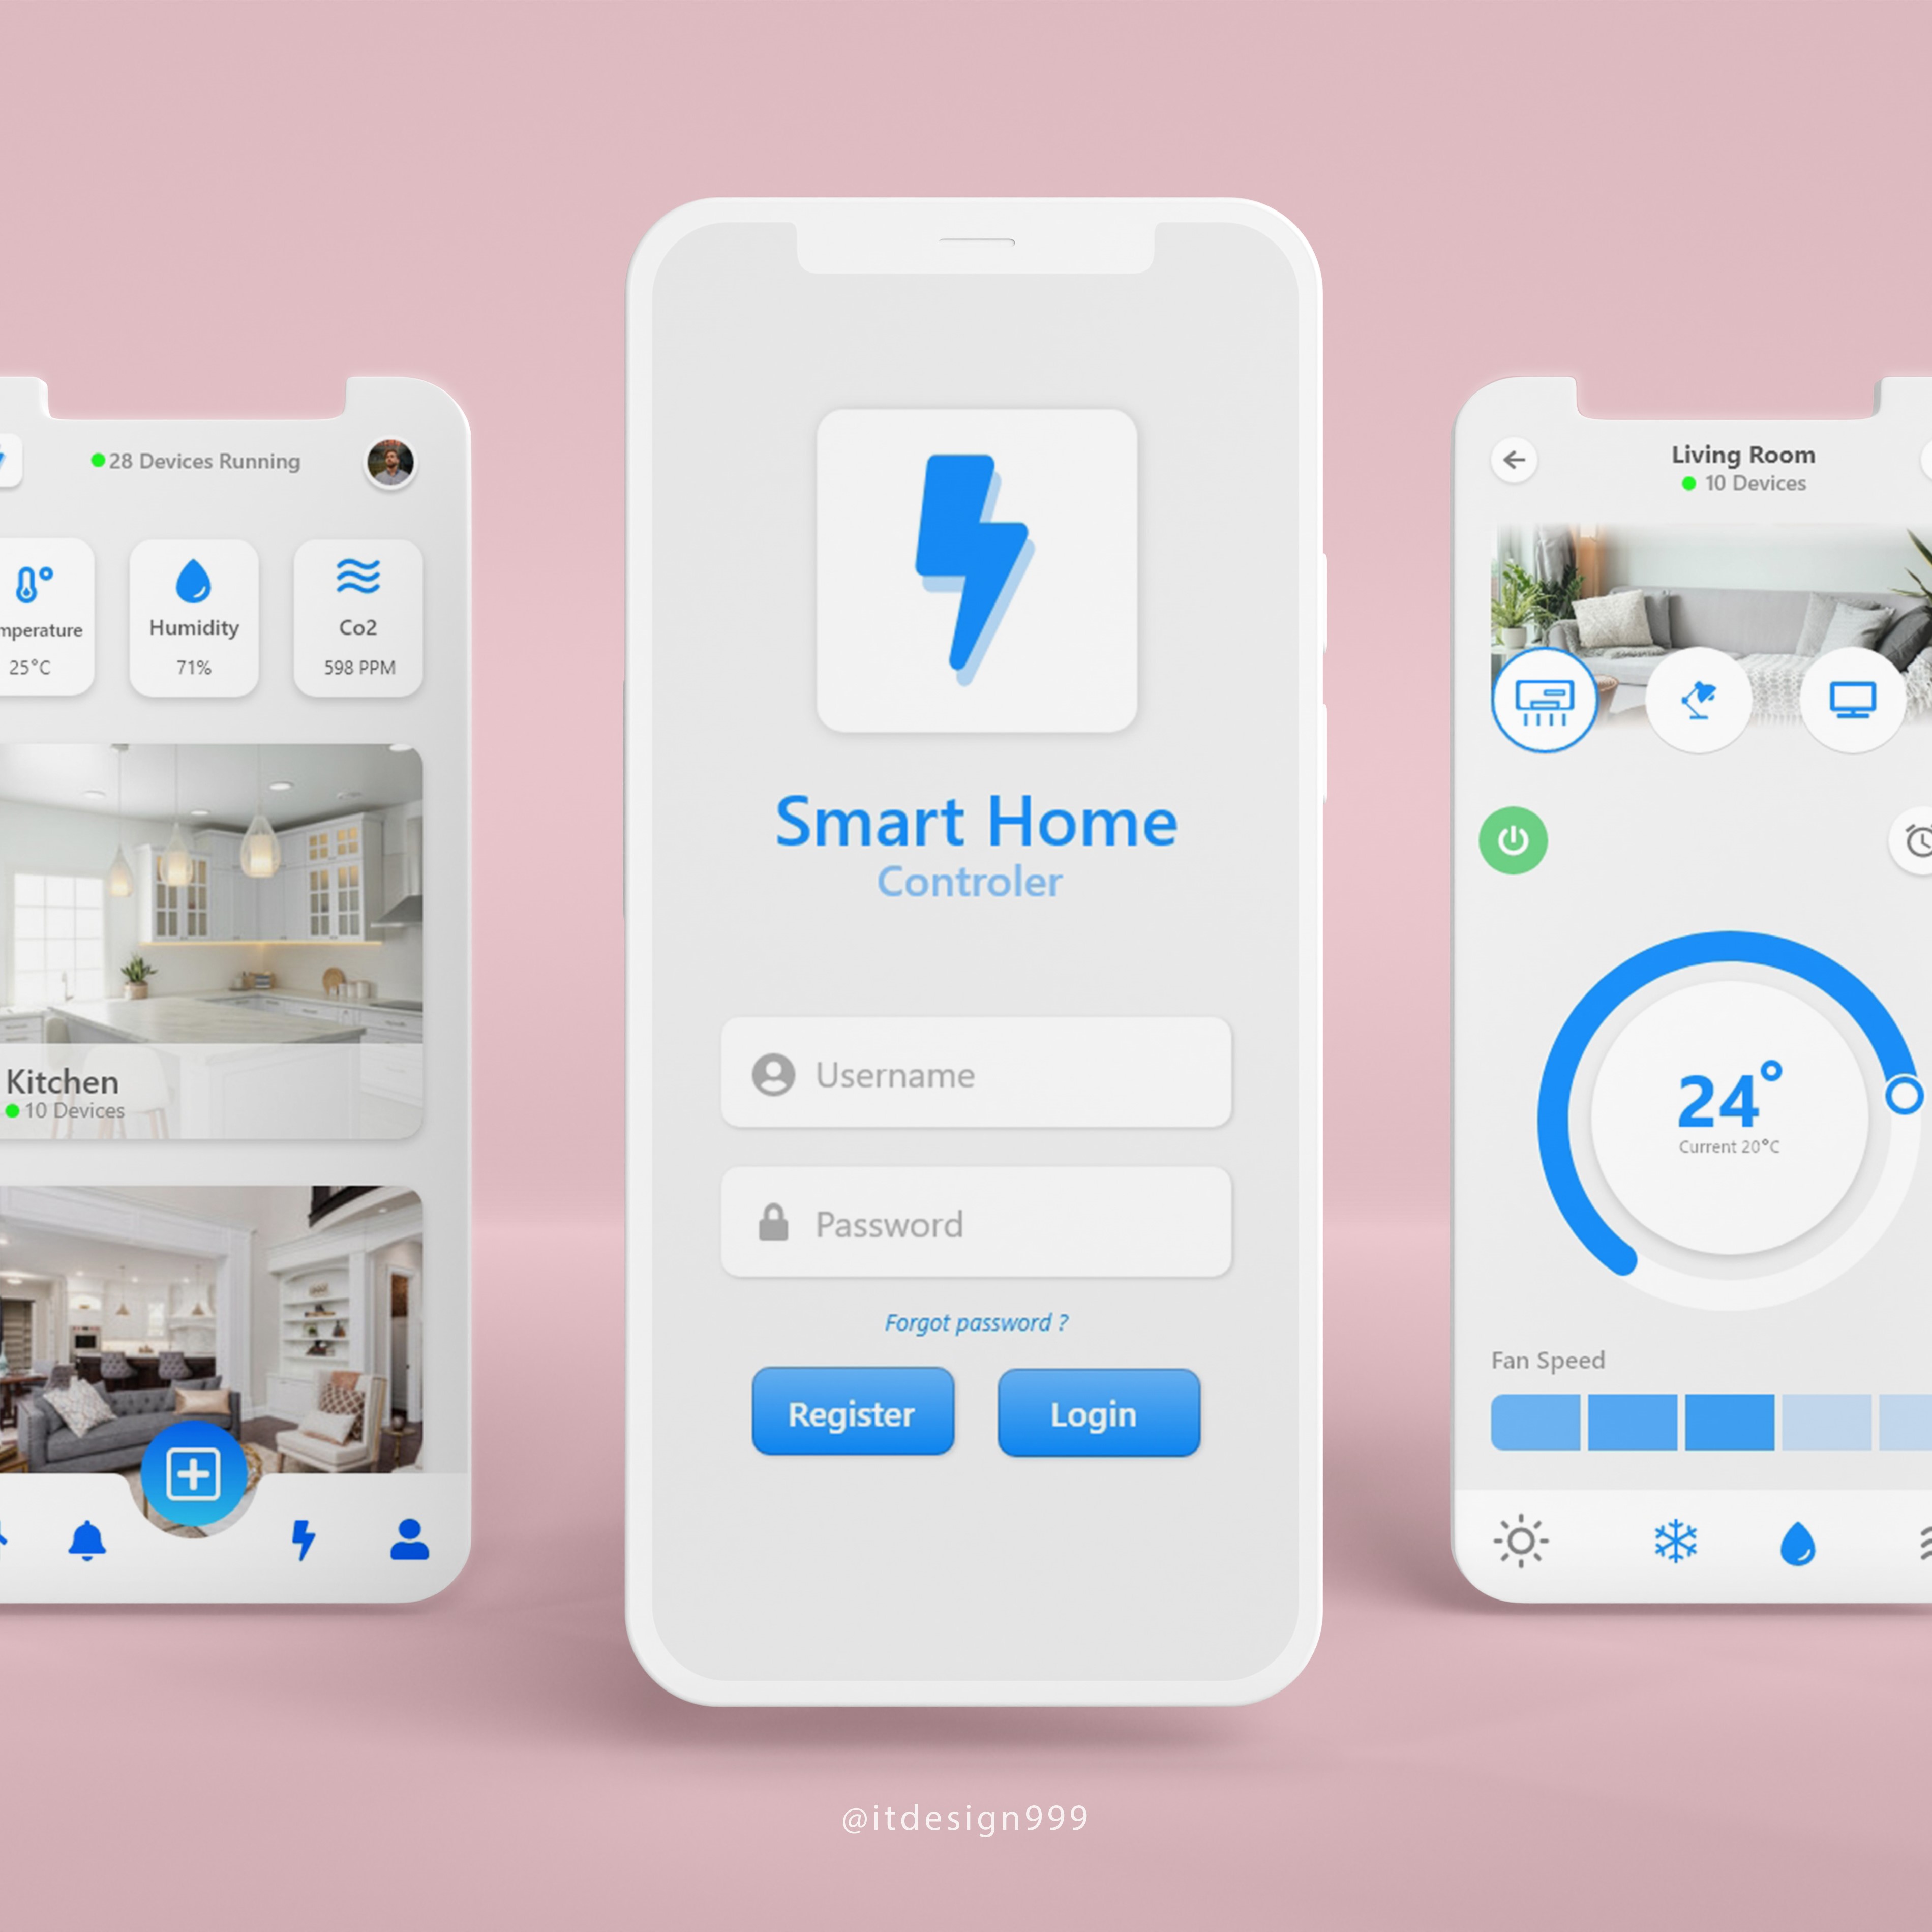 28 Devices Running
mperature
25°C
Humidity
71%
Co2
598 PPM
Kitchen
10 Devices
Smart Home
Controler
Username
Password
Forgot password ?
Register
Login
Living Room
10 Devices
24°
Current 20°C
Fan Speed
@itdesign999